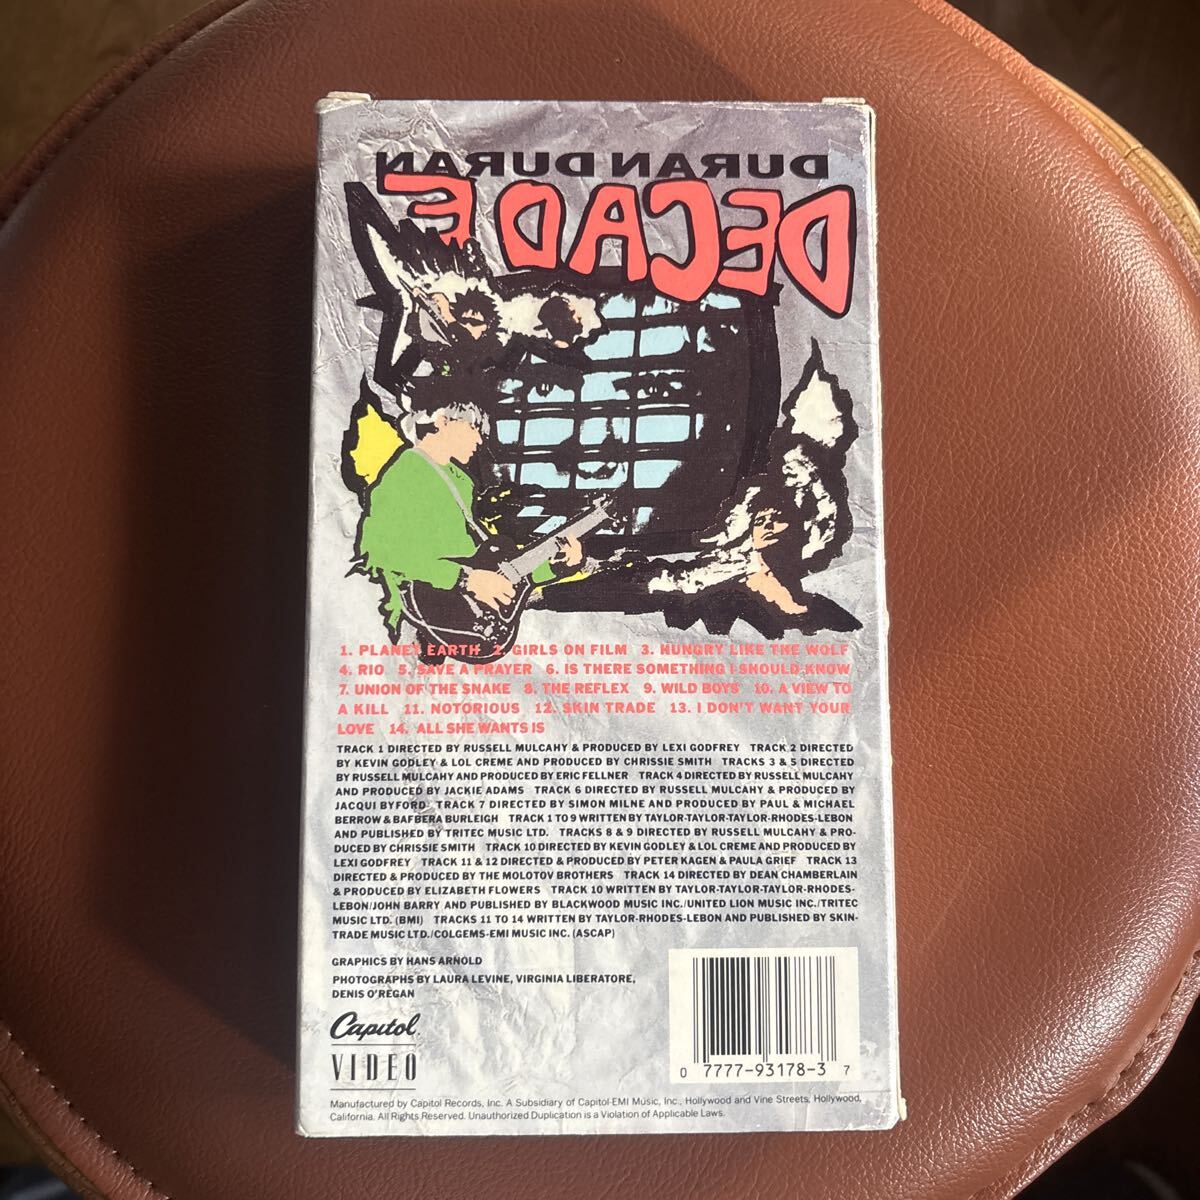 DURAN DURAN
DECADE
1. PLANET EARTH 2. GIRLS ON FILM 3. HUNGRY LIKE THE WOLF
4. RIO 5. SAVE A PRAYER 6. IS THERE SOMETHING I SHOULD KNOW
7. UNION OF THE SNAKE 8. THE REFLEX 9. WILD BOYS 10. A VIEW TO
A KILL 11. NOTORIOUS 12. SKIN TRADE 13. I DON'T WANT YOUR
LOVE 14. ALL SHE WANTS IS
TRACK 1 DIRECTED BY RUSSELL MULCAHY & PRODUCED BY LEXI GODFREY TRACK 2 DIRECTED
BY KEVIN GODLEY & LOL CREME AND PRODUCED BY CHRISSIE SMITH TRACKS 3 & 5 DIRECTED
BY RUSSELL MULCAHY AND PRODUCED BY ERIC FELLNER TRACK 4 DIRECTED BY RUSSELL MULCAHY
AND PRODUCED BY JACKIE ADAMS TRACK 6 DIRECTED BY RUSSELL MULCAHY & PRODUCED BY
JACQUI BYFORD TRACK 7 DIRECTED BY SIMON MILNE AND PRODUCED BY PAUL & MICHAEL
BERROW & BAFBERA BURLEIGH TRACK 1 TO 9 WRITTEN BY TAYLOR-TAYLOR-TAYLOR-RHODES-LEBON
AND PUBLISHED BY TRITEC MUSIC LTD. TRACKS 8 & 9 DIRECTED BY RUSSELL MULCAHY & PRO-
DUCED BY CHRISSIE SMITH TRACK 10 DIRECTED BY KEVIN GODLEY & LOL CREME AND PRODUCED BY
LEXI GODFREY TRACK 11 & 12 DIRECTED & PRODUCED BY PETER KAGEN & PAULA GRIEF TRACK 13
DIRECTED & PRODUCED BY THE MOLOTOV BROTHERS TRACK 14 DIRECTED BY DEAN CHAMBERLAIN
& PRODUCED BY ELIZABETH FLOWERS TRACK 10 WRITTEN BY TAYLOR-TAYLOR-TAYLOR-RHODES-
LEBON/JOHN BARRY AND PUBLISHED BY BLACKWOOD MUSIC INC./UNITED LION MUSIC INC./TRITEC
MUSIC LTD. (BMI) TRACKS 11 TO 14 WRITTEN BY TAYLOR-RHODES-LEBON AND PUBLISHED BY SKIN-
TRADE MUSIC LTD./COLGEMS-EMI MUSIC INC. (ASCAP)
GRAPHICS BY HANS ARNOLD
PHOTOGRAPHS BY LAURA LEVINE, VIRGINIA LIBERATORE,
DENIS O'REGAN
Capitol
VIDEO
0 7777-93178-3 7
Manufactured by Capitol Records, Inc. A Subsidiary of Capitol-EMI Music, Inc., Hollywood and Vine Streets, Hollywood,
California. All Rights Reserved. Unauthorized Duplication is a Violation of Applicable Laws.